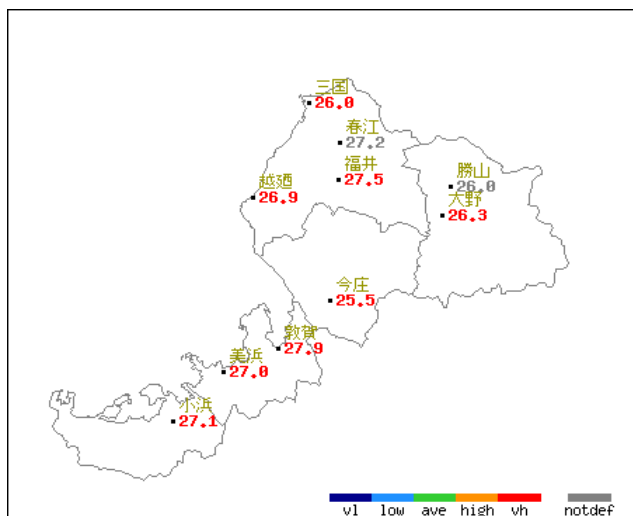 三国
26.0
春江
27.2
福井
27.5
勝山
26.0
越廼
26.9
大野
26.3
今庄
25.5
敦賀
27.9
美浜
27.0
小浜
27.1
vl low ave high vh notdef